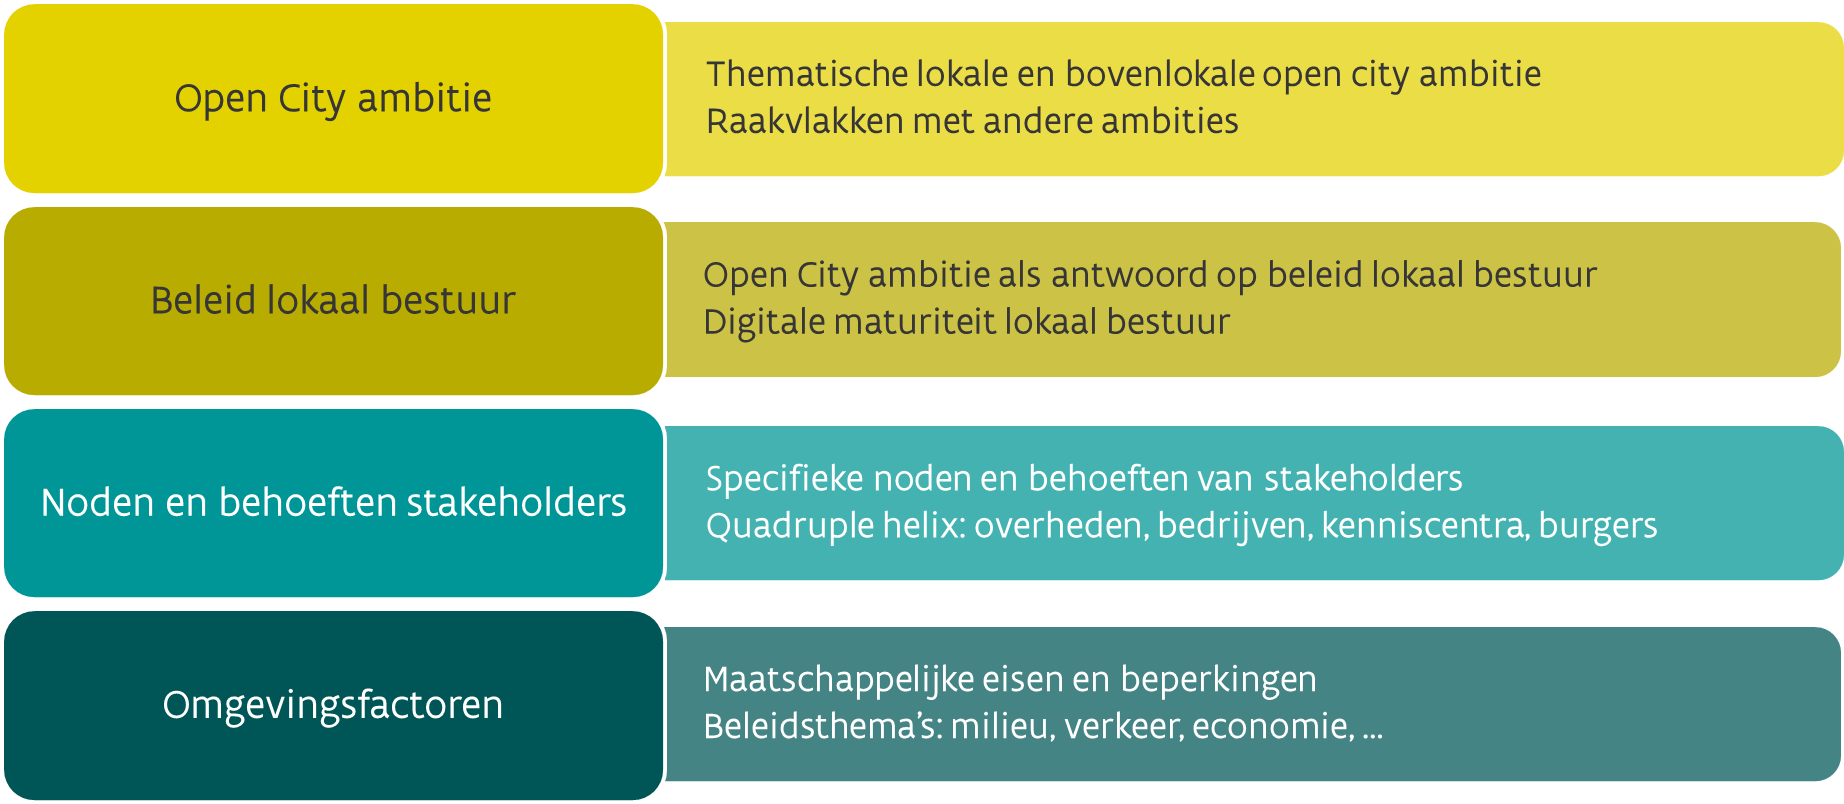 Open City ambitie
Thematische lokale en bovenlokale open city ambitie
Raakvlakken met andere ambities
Beleid lokaal bestuur
Open City ambitie als antwoord op beleid lokaal bestuur
Digitale maturiteit lokaal bestuur
Noden en behoeften stakeholders
Specifieke noden en behoeften van stakeholders
Quadruple helix: overheden, bedrijven, kenniscentra, burgers
Omgevingsfactoren
Maatschappelijke eisen en beperkingen
Beleidsthema’s: milieu, verkeer, economie, ...